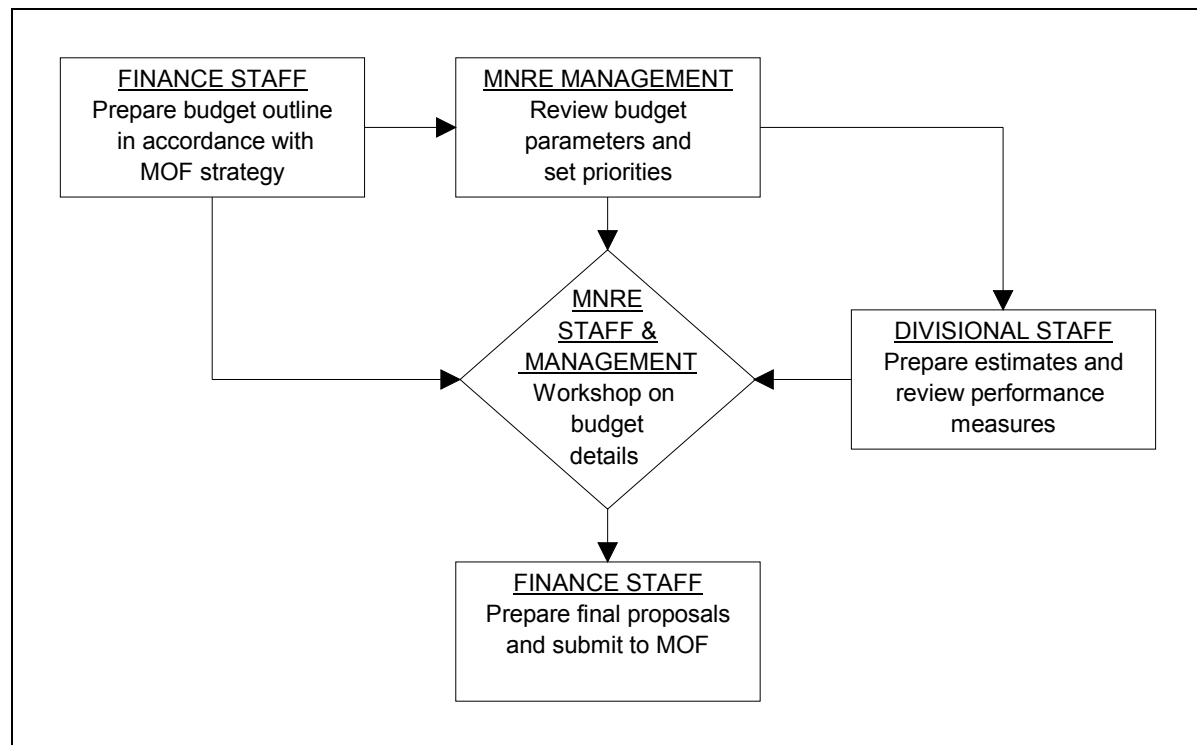 FINANCE STAFF
Prepare budget outline
in accordance with
MOF strategy
MNRE MANAGEMENT
Review budget
parameters and
set priorities
MNRE
STAFF &
MANAGEMENT
Workshop on
budget
details
DIVISIONAL STAFF
Prepare estimates and
review performance
measures
FINANCE STAFF
Prepare final proposals
and submit to MOF